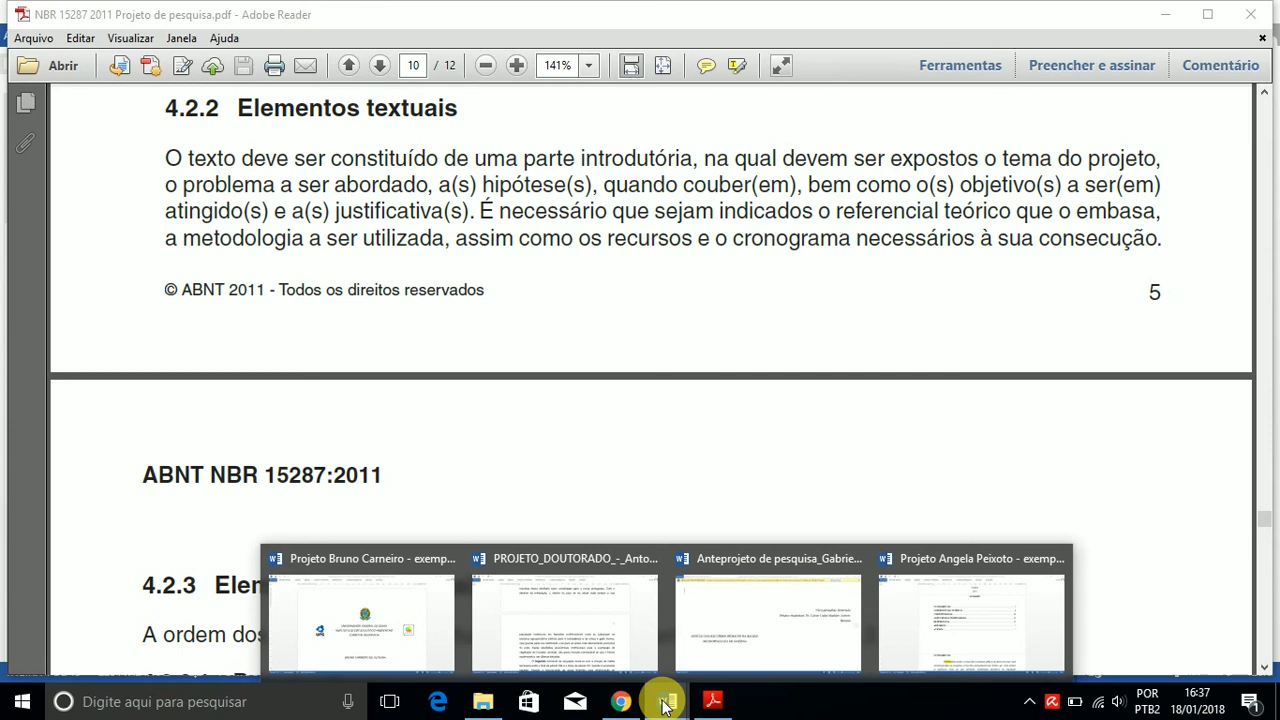 NBR 15287 2011 Projeto de pesquisa.pdf - Adobe Reader
Arquivo Editar Visualizar Janela Ajuda
Abrir 10 / 12 141% Ferramentas Preencher e assinar Comentário
4.2.2 Elementos textuais
O texto deve ser constituído de uma parte introdutória, na qual devem ser expostos o tema do projeto,
o problema a ser abordado, a(s) hipótese(s), quando couber(em), bem como o(s) objetivo(s) a ser(em)
atingido(s) e a(s) justificativa(s). É necessário que sejam indicados o referencial teórico que o embasa,
a metodologia a ser utilizada, assim como os recursos e o cronograma necessários à sua consecução.
© ABNT 2011 - Todos os direitos reservados 5
ABNT NBR 15287:2011
Projeto Bruno Carneiro - exemp... PROJETO_DOUTORADO_-_Anto... Anteprojeto de pesquisa_Gabrie... Projeto Angela Peixoto - exemp...
4.2.3 Ele
A ordem dos
Digite aqui para pesquisar
POR
PTB2
16:37
18/01/2018
1